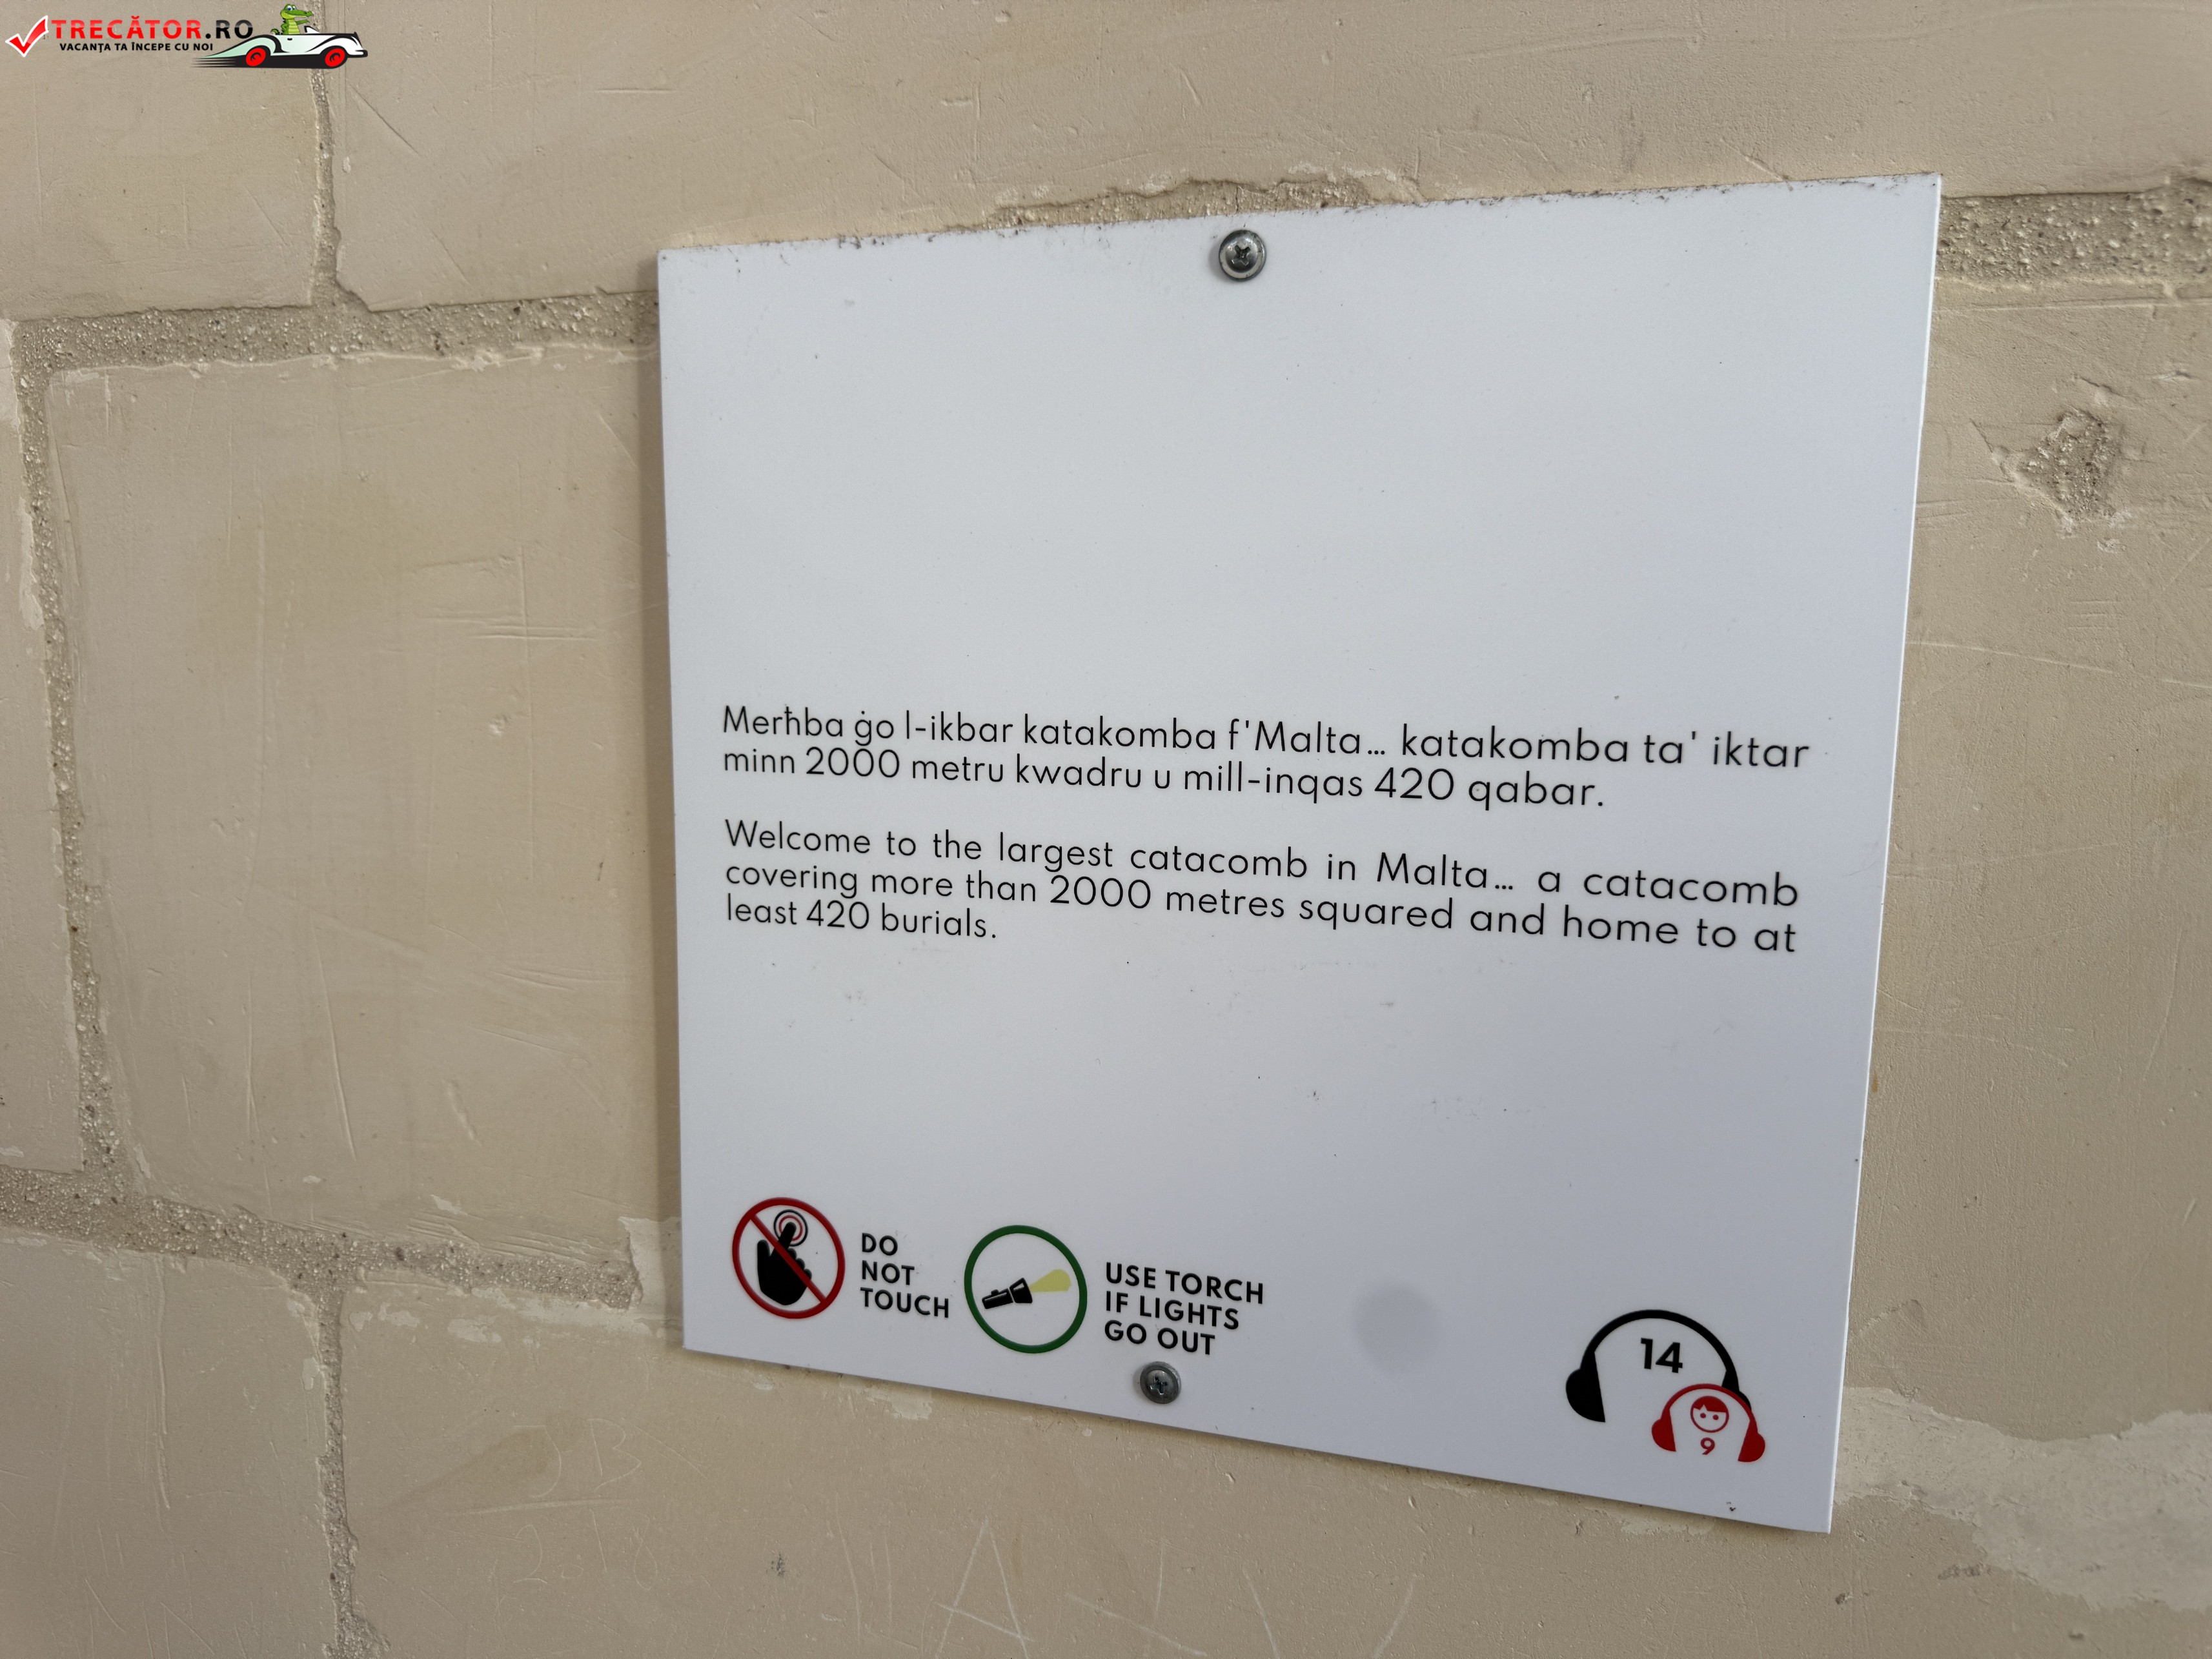 TRECĂTOR.RO
VACANȚA TA ÎNCEPE CU NOI
Merħba ġo l-ikbar katakomba f'Malta... katakomba ta' iktar
minn 2000 metru kwadru u mill-inqas 420 qabar.
Welcome to the largest catacomb in Malta... a catacomb
covering more than 2000 metres squared and home to at
least 420 burials.
DO
NOT
TOUCH
USE TORCH
IF LIGHTS
GO OUT
14
9
JB
2018